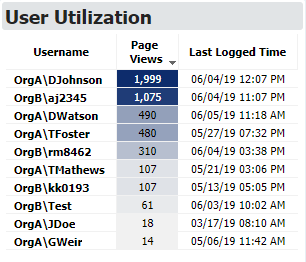 User Utilization
Username Page Views Last Logged Time
OrgA\DJohnson 1,999 06/04/19 12:07 PM
OrgB\aj2345 1,075 06/04/19 11:07 PM
OrgA\DWatson 490 06/05/19 11:18 AM
OrgA\TFoster 480 05/27/19 07:32 PM
OrgB\rm8462 310 06/04/19 03:38 PM
OrgA\TMathews 107 05/21/19 03:06 PM
OrgB\kk0193 107 05/13/19 05:05 PM
OrgB\Test 61 06/03/19 10:02 AM
OrgA\JDoe 18 03/17/19 08:10 AM
OrgA\GWeir 14 05/06/19 11:42 AM